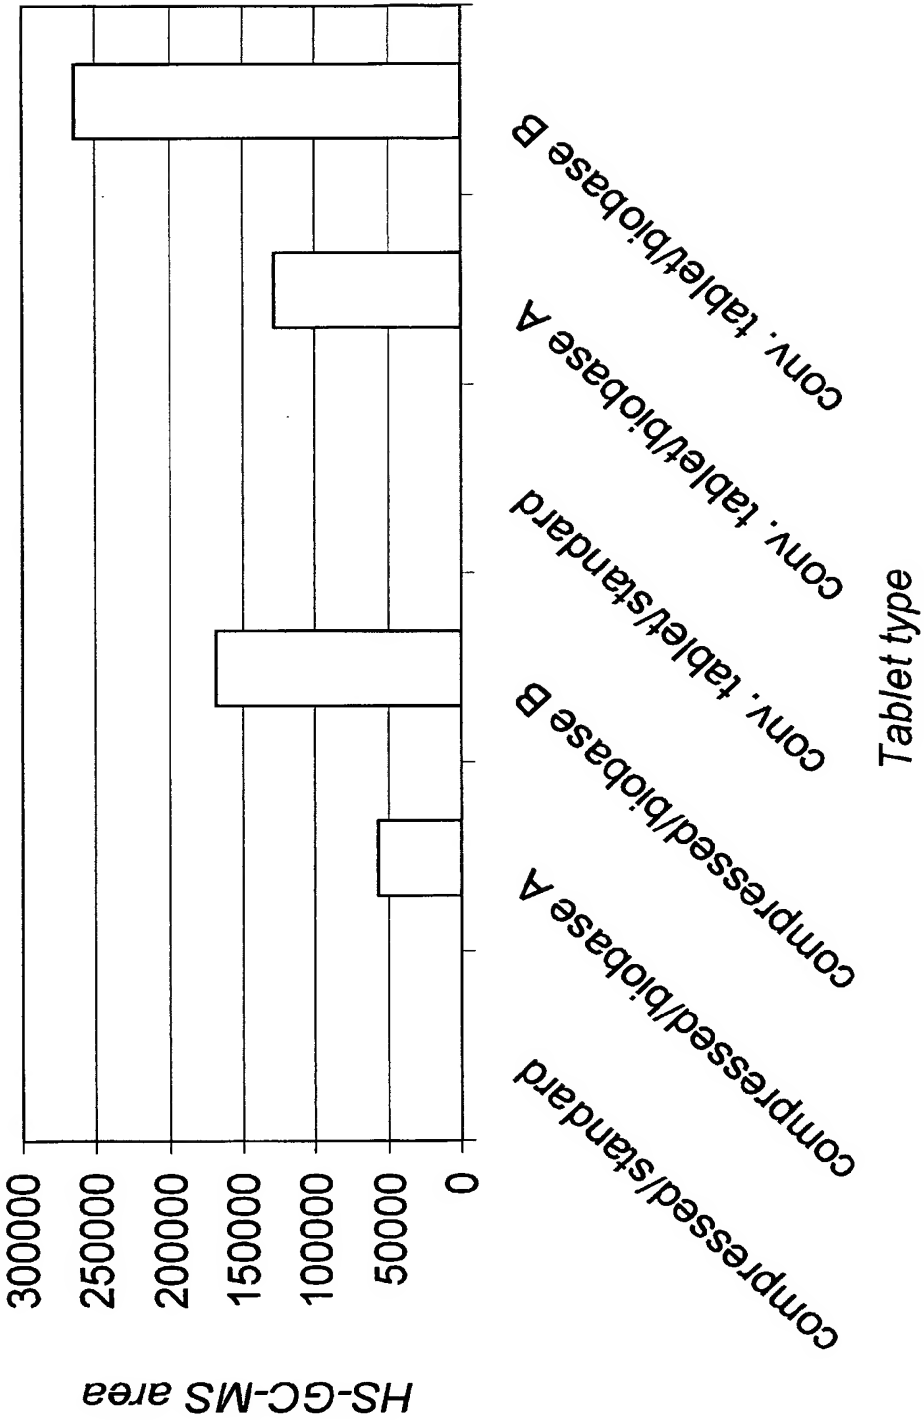 HS-GC-MS area
300000
250000
200000
150000
100000
50000
0
compressed/standard
compressed/biobase A
compressed/biobase B
conv. tablet/standard
conv. tablet/biobase A
conv. tablet/biobase B
Tablet type